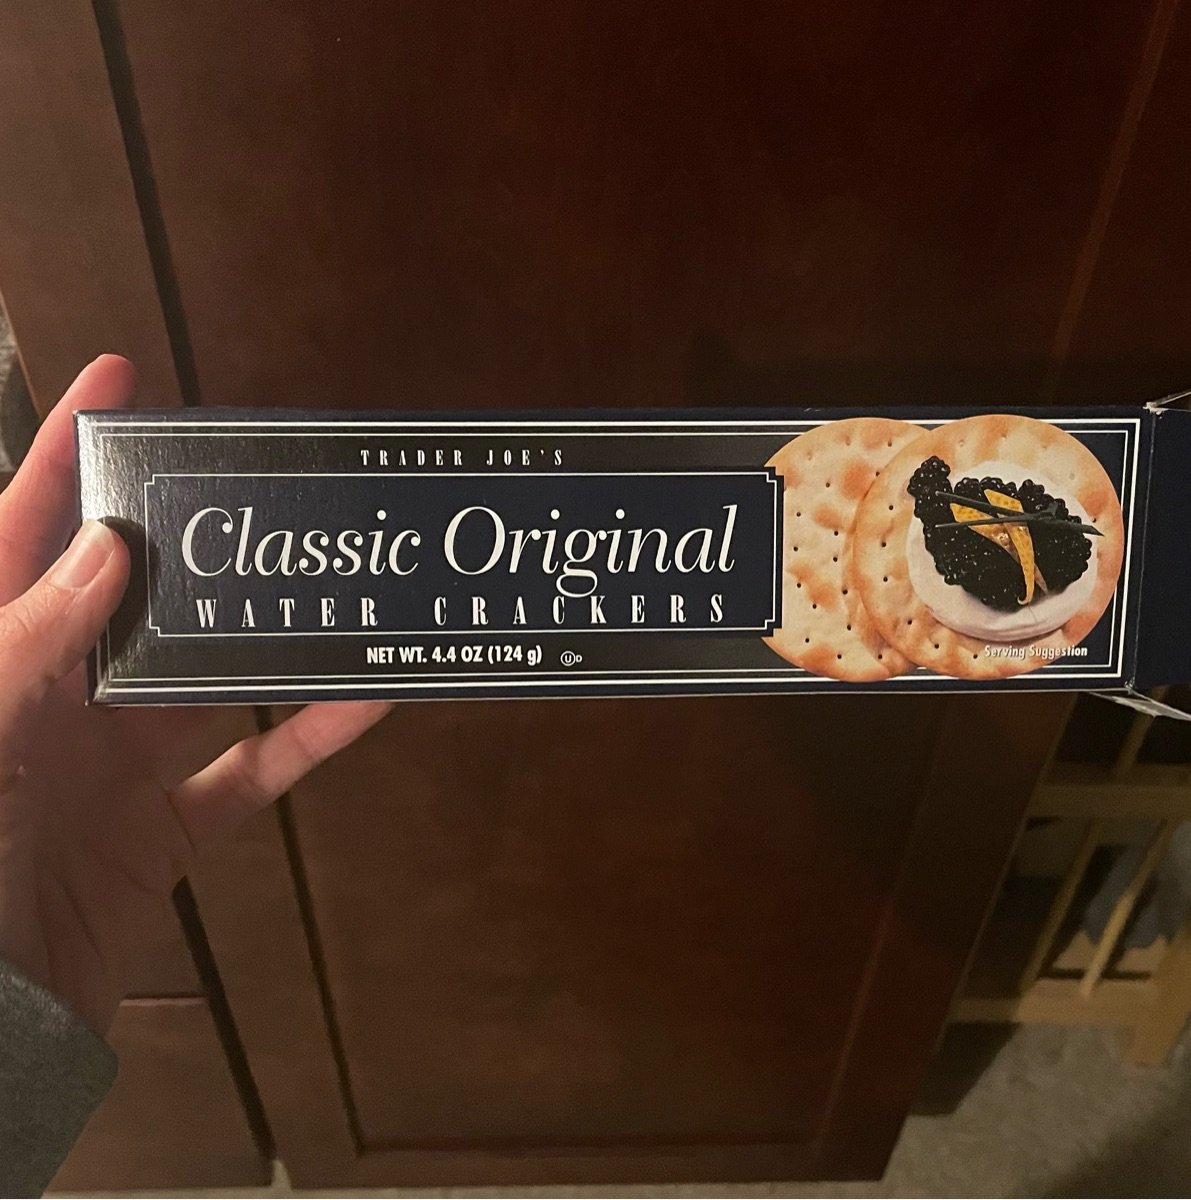 TRADER JOE'S
Classic Original
WATER CRACKERS
NET WT. 4.4 OZ (124 g) Ⓤ D
Serving Suggestion